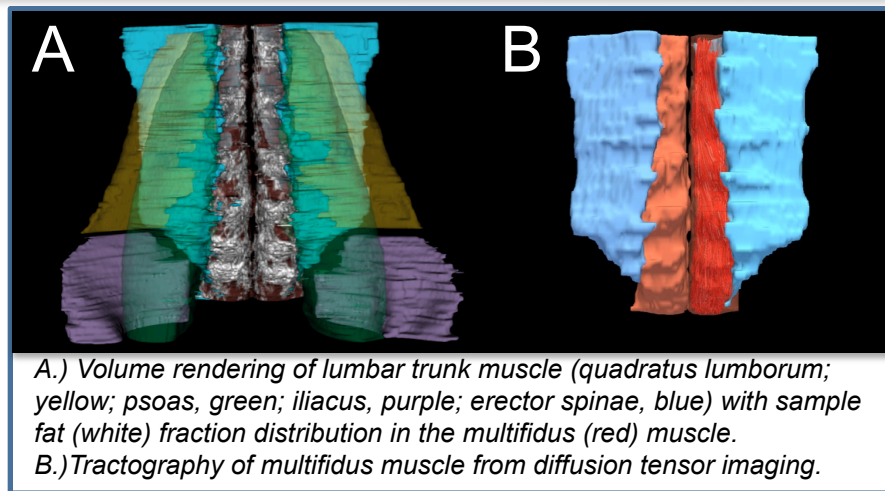 A
B
A.) Volume rendering of lumbar trunk muscle (quadratus lumborum;
yellow; psoas, green; iliacus, purple; erector spinae, blue) with sample
fat (white) fraction distribution in the multifidus (red) muscle.
B.)Tractography of multifidus muscle from diffusion tensor imaging.